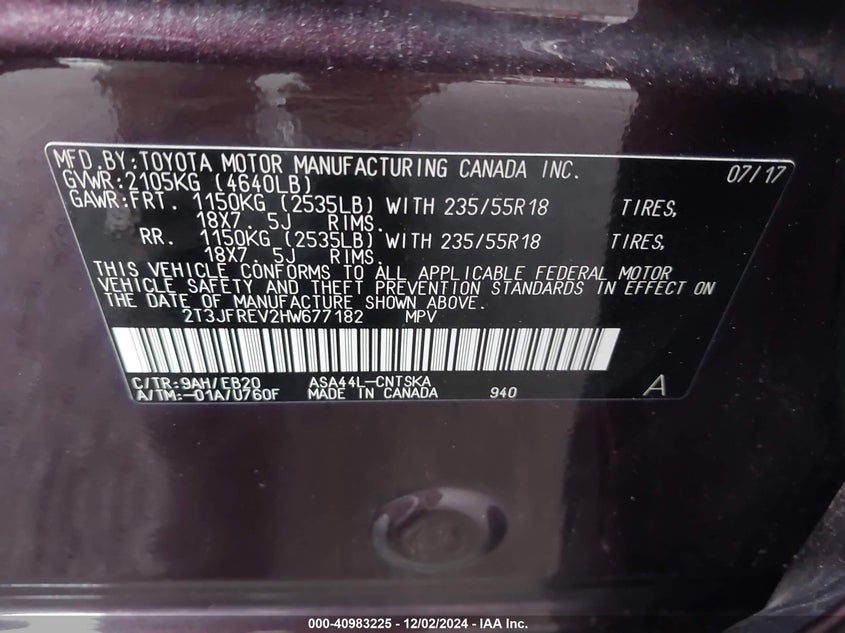 MFD.BY:TOYOTA MOTOR MANUFACTURING CANADA INC. 07/17
GVWR:2105KG (4640LB)
GAWR:FRT. 1150KG (2535LB) WITH 235/55R18 TIRES,
18X7. 5J RIMS.
RR. 1150KG (2535LB) WITH 235/55R18 TIRES,
18X7. 5J RIMS.
THIS VEHICLE CONFORMS TO ALL APPLICABLE FEDERAL MOTOR
VEHICLE SAFETY AND THEFT PREVENTION STANDARDS IN EFFECT ON
THE DATE OF MANUFACTURE SHOWN ABOVE.
2T3JFREV2HW677182 MPV
C/TR:9AH/EB20 ASA44L-CNTSKA
A/TM:-01A/U760F MADE IN CANADA 940 A
000-40983225 - 12/02/2024 - IAA Inc.